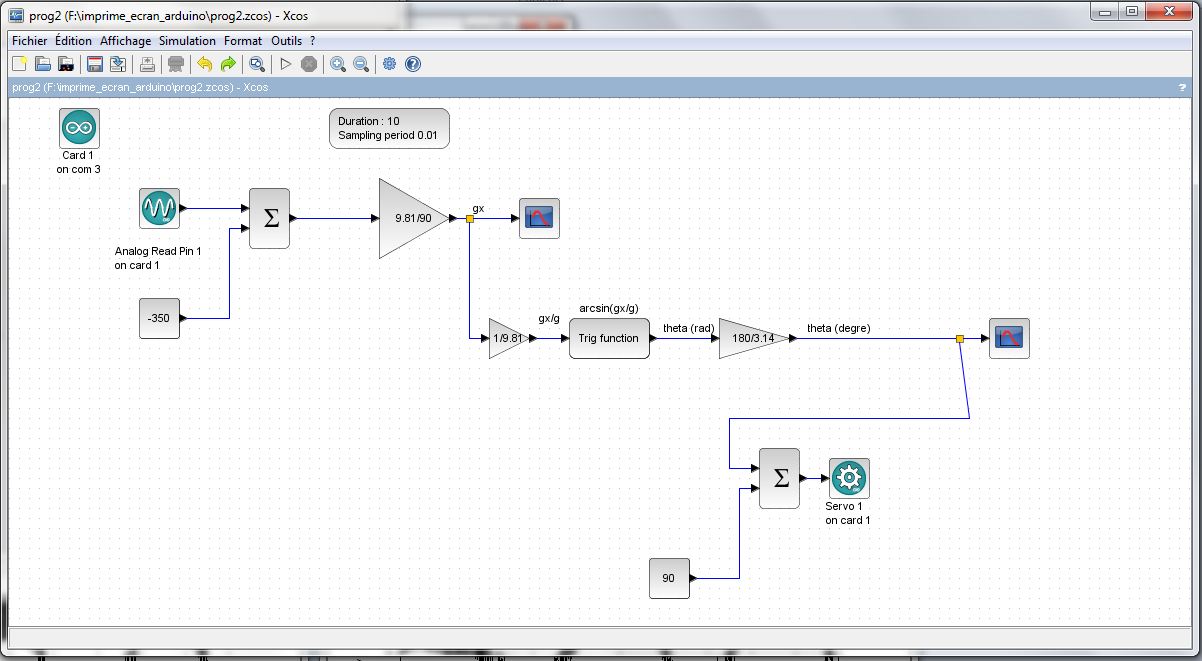 prog2 (F:\imprime_ecran_arduino\prog2.zcos) - Xcos
Fichier Édition Affichage Simulation Format Outils ?
prog2 (F:\imprime_ecran_arduino\prog2.zcos) - Xcos
?
Card 1
on com 3
Duration : 10
Sampling period 0.01
Analog Read Pin 1
on card 1
Σ
9.81/90
gx
-350
1/9.81
gx/g
arcsin(gx/g)
Trig function
theta (rad)
180/3.14
theta (degre)
Σ
Servo 1
on card 1
90